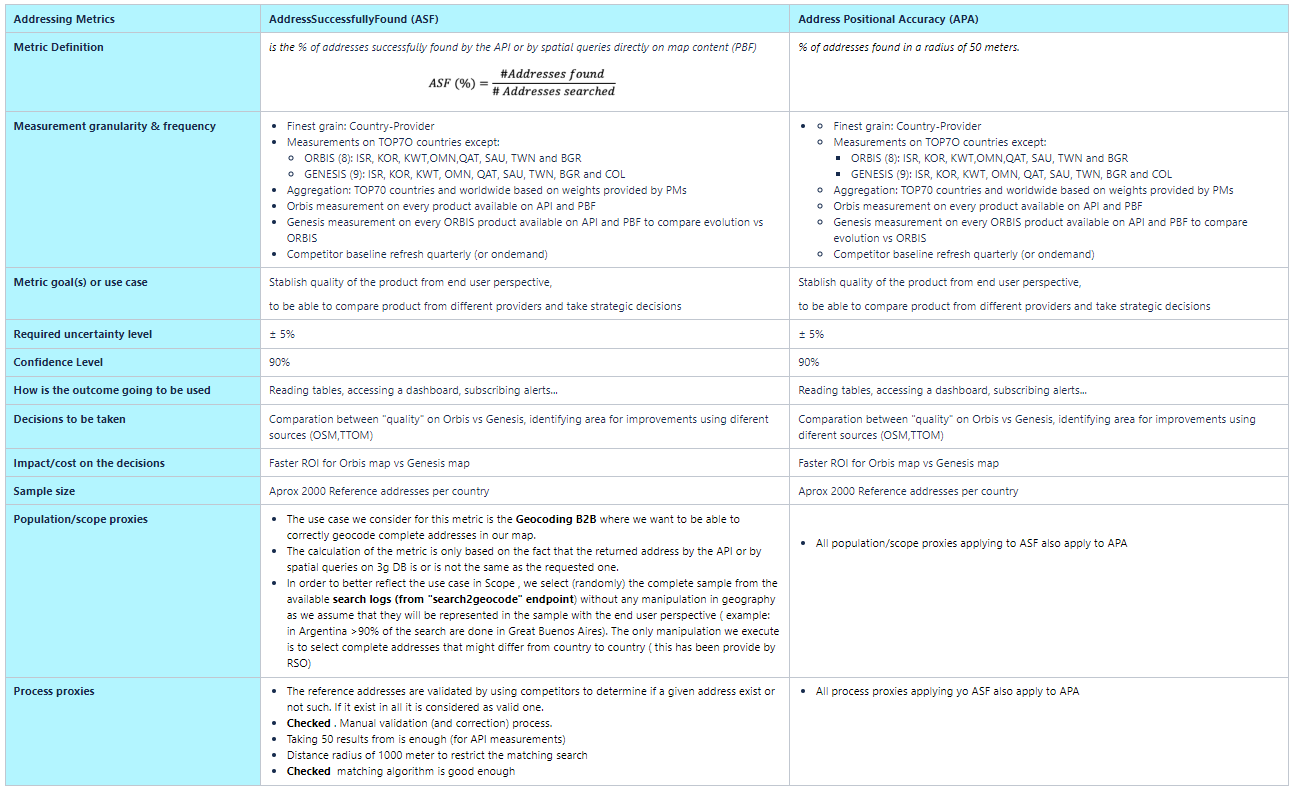 Addressing Metrics
AddressSuccessfullyFound (ASF)
Address Positional Accuracy (APA)
Metric Definition
is the % of addresses successfully found by the API or by spatial queries directly on map content (PBF)
ASF (%) = #Addresses found
# Addresses searched
% of addresses found in a radius of 50 meters.
Measurement granularity & frequency
Finest grain: Country-Provider
Measurements on TOP7O countries except:
ORBIS (8): ISR, KOR, KWT,OMN,QAT, SAU, TWN and BGR
GENESIS (9): ISR, KOR, KWT, OMN, QAT, SAU, TWN, BGR and COL
Aggregation: TOP70 countries and worldwide based on weights provided by PMs
Orbis measurement on every product available on API and PBF
Genesis measurement on every ORBIS product available on API and PBF to compare evolution vs
ORBIS
Competitor baseline refresh quarterly (or ondemand)
Finest grain: Country-Provider
Measurements on TOP7O countries except:
ORBIS (8): ISR, KOR, KWT,OMN,QAT, SAU, TWN and BGR
GENESIS (9): ISR, KOR, KWT, OMN, QAT, SAU, TWN, BGR and COL
Aggregation: TOP70 countries and worldwide based on weights provided by PMs
Orbis measurement on every product available on API and PBF
Genesis measurement on every ORBIS product available on API and PBF to compare
evolution vs ORBIS
Competitor baseline refresh quarterly (or ondemand)
Metric goal(s) or use case
Stablish quality of the product from end user perspective,
to be able to compare product from different providers and take strategic decisions
Stablish quality of the product from end user perspective,
to be able to compare product from different providers and take strategic decisions
Required uncertainty level
± 5%
± 5%
Confidence Level
90%
90%
How is the outcome going to be used
Reading tables, accessing a dashboard, subscribing alerts...
Reading tables, accessing a dashboard, subscribing alerts...
Decisions to be taken
Comparation between "quality" on Orbis vs Genesis, identifying area for improvements using diferent
sources (OSM,TTOM)
Comparation between "quality" on Orbis vs Genesis, identifying area for improvements using
diferent sources (OSM,TTOM)
Impact/cost on the decisions
Faster ROI for Orbis map vs Genesis map
Faster ROI for Orbis map vs Genesis map
Sample size
Aprox 2000 Reference addresses per country
Aprox 2000 Reference addresses per country
Population/scope proxies
The use case we consider for this metric is the Geocoding B2B where we want to be able to
correctly geocode complete addresses in our map.
The calculation of the metric is only based on the fact that the returned address by the API or by
spatial queries on 3g DB is or is not the same as the requested one.
In order to better reflect the use case in Scope , we select (randomly) the complete sample from the
available search logs (from "search2geocode" endpoint) without any manipulation in geography
as we assume that they will be represented in the sample with the end user perspective ( example:
in Argentina >90% of the search are done in Great Buenos Aires). The only manipulation we execute
is to select complete addresses that might differ from country to country ( this has been provide by
RSO)
All population/scope proxies applying to ASF also apply to APA
Process proxies
The reference addresses are validated by using competitors to determine if a given address exist or
not such. If it exist in all it is considered as valid one.
Checked . Manual validation (and correction) process.
Taking 50 results from is enough (for API measurements)
Distance radius of 1000 meter to restrict the matching search
Checked matching algorithm is good enough
All process proxies applying yo ASF also apply to APA